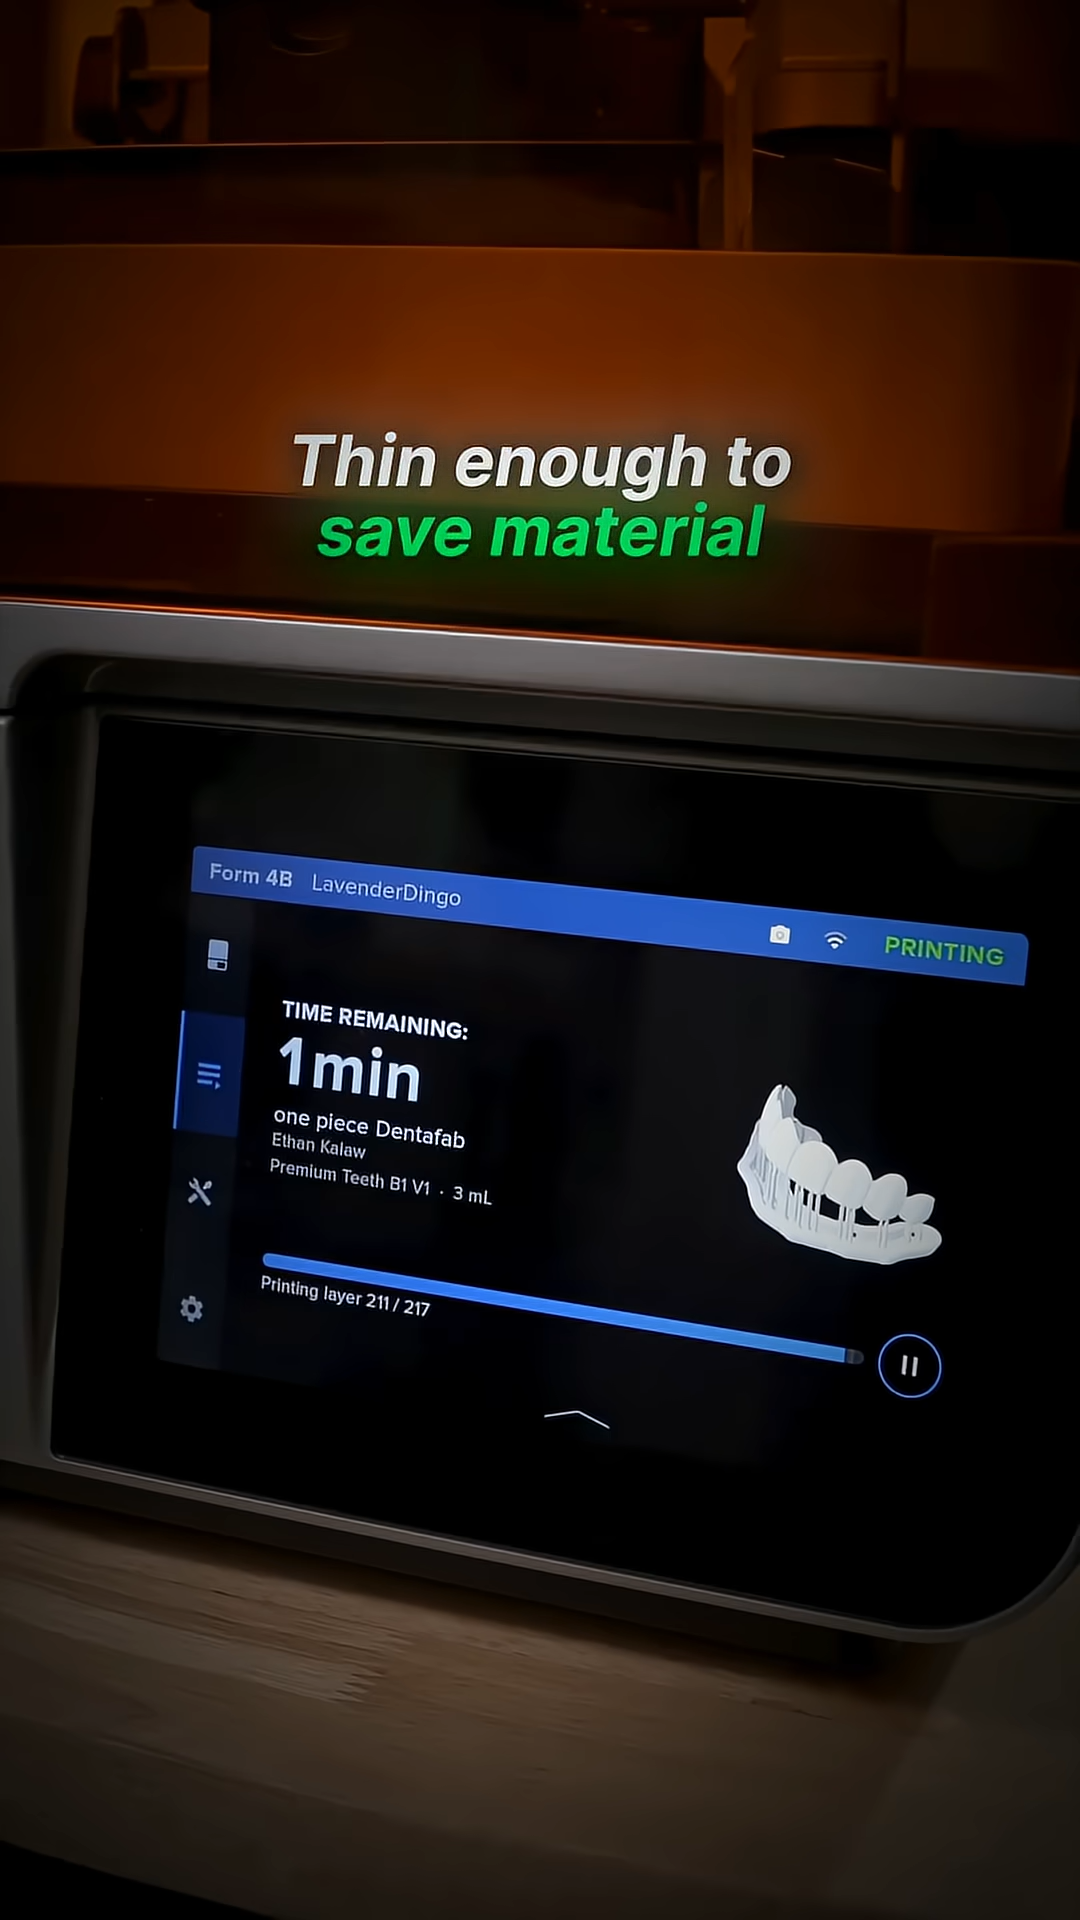 Thin enough to
save material
Form 4B LavenderDingo
PRINTING
TIME REMAINING:
1min
one piece Dentafab
Ethan Kalaw
Premium Teeth B1 V1 · 3 mL
Printing layer 211 / 217